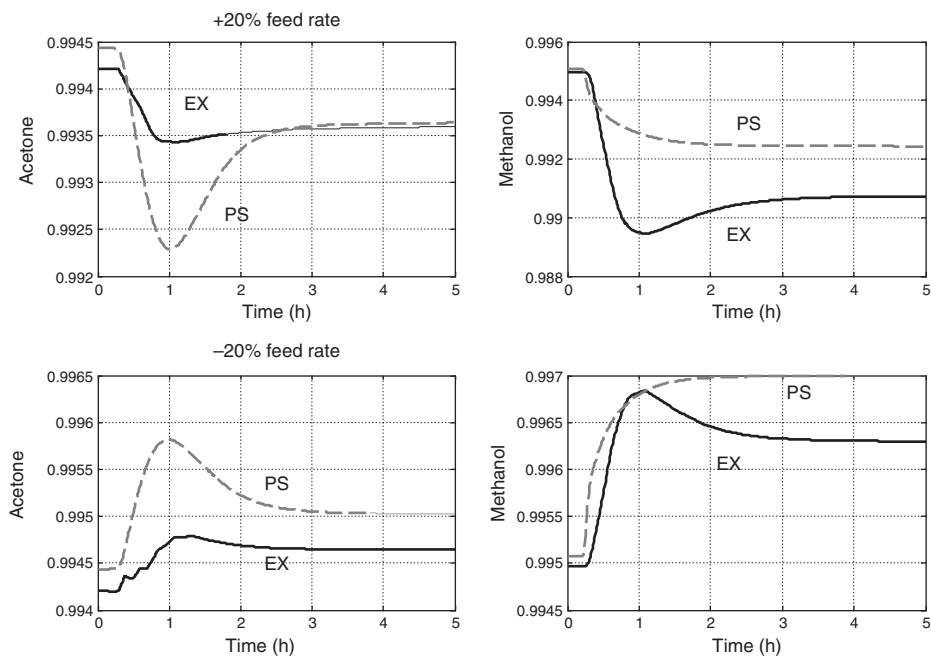 +20% feed rate
0.9945
0.994
0.9935
0.993
0.9925
0.992
Acetone
EX
PS
0 1 2 3 4 5
Time (h)
0.996
0.994
0.992
0.99
0.988
Methanol
PS
EX
0 1 2 3 4 5
Time (h)
–20% feed rate
0.9965
0.996
0.9955
0.995
0.9945
0.994
Acetone
PS
EX
0 1 2 3 4 5
Time (h)
0.997
0.9965
0.996
0.9955
0.995
0.9945
Methanol
PS
EX
0 1 2 3 4 5
Time (h)